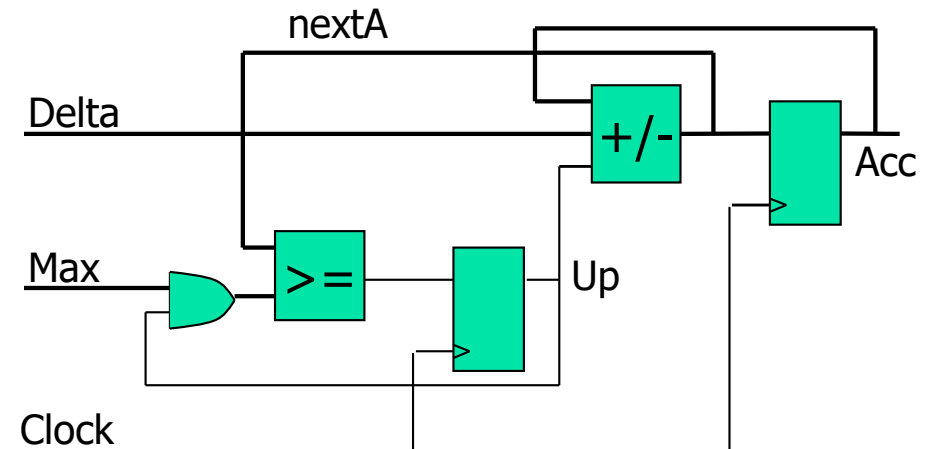 nextA
Delta
+/-
Acc
Max
>=
Up
Clock